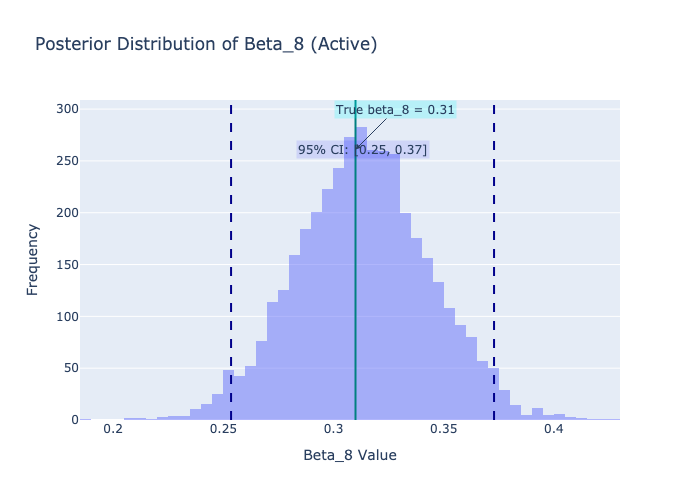 Posterior Distribution of Beta_8 (Active)
True beta_8 = 0.31
95% CI: [0.25, 0.37]
300
250
200
150
100
50
0
Frequency
0.2
0.25
0.3
0.35
0.4
Beta_8 Value